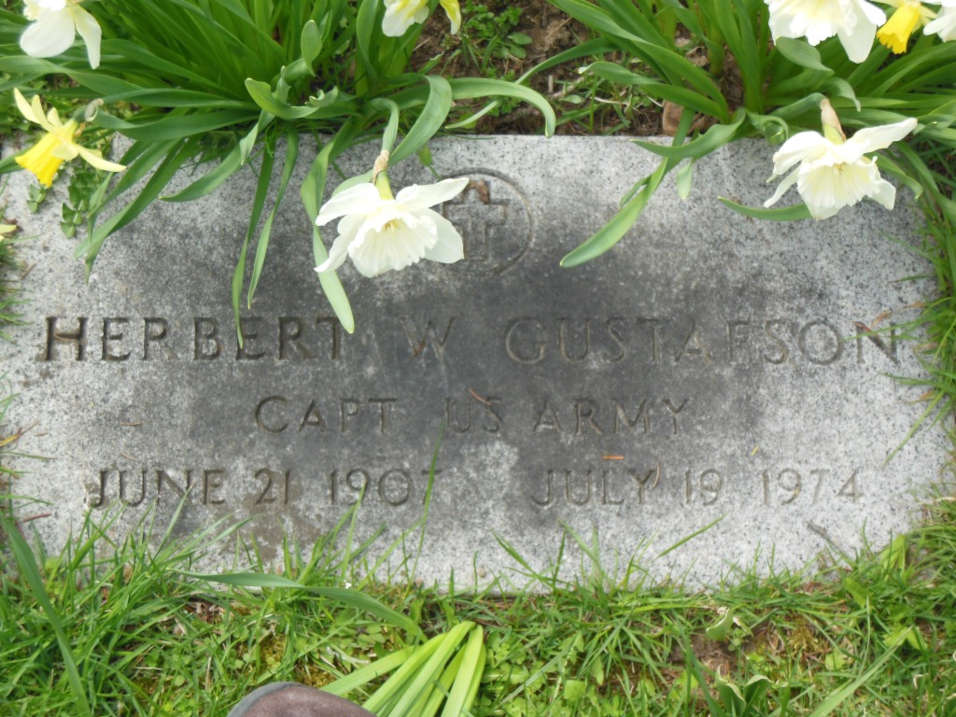 HERBERT W GUSTAFSON
CAPT US ARMY
JUNE 21 1907 JULY 19 1974